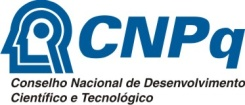 CNPq
Conselho Nacional de Desenvolvimento
Científico e Tecnológico